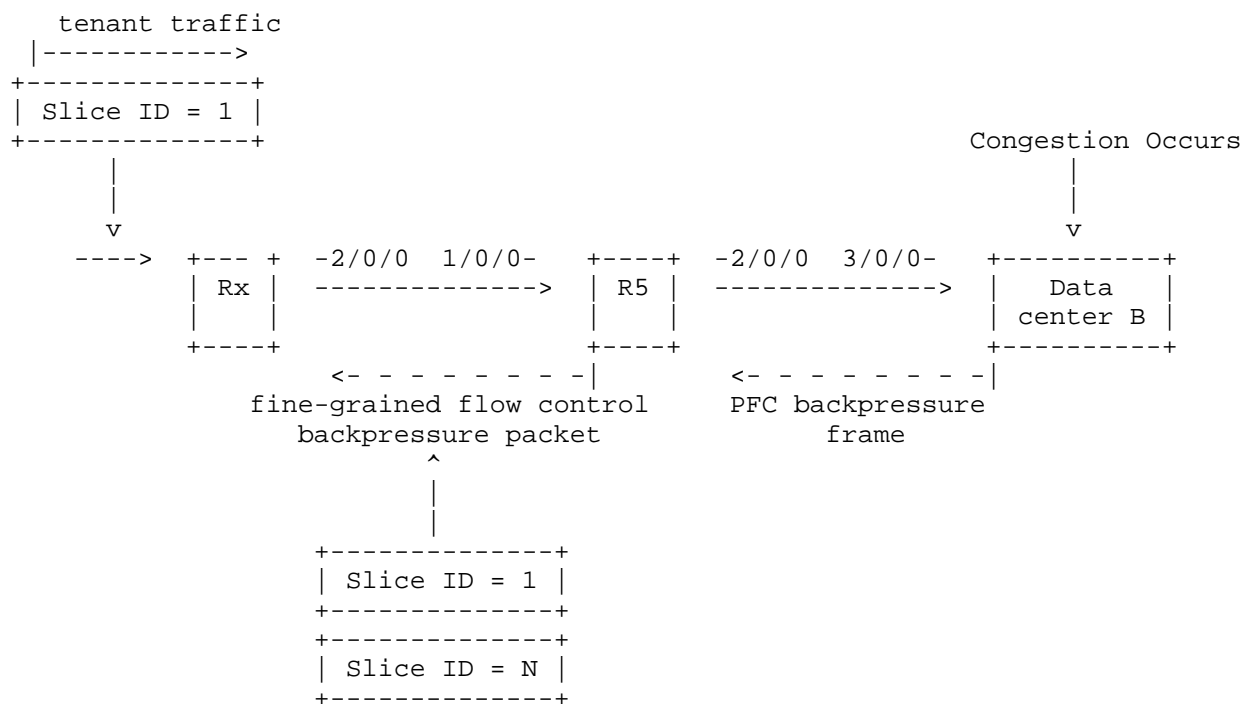 tenant traffic
|------------>
+--------------+
| Slice ID = 1 |
+--------------+
Congestion Occurs
|                                                          |
|                                                          |
v                                                          v
---->  +--- +  -2/0/0  1/0/0-   +----+  -2/0/0  3/0/0-   +----------+
| Rx |  -------------->  | R5 |  -------------->  |   Data   |
|    |                   |    |                   | center B |
+----+                   +----+                   +----------+
<- - - - - - - -|         <- - - - - - - -|
fine-grained flow control     PFC backpressure
backpressure packet              frame
^
|
|
+--------------+
| Slice ID = 1 |
+--------------+
+--------------+
| Slice ID = N |
+--------------+